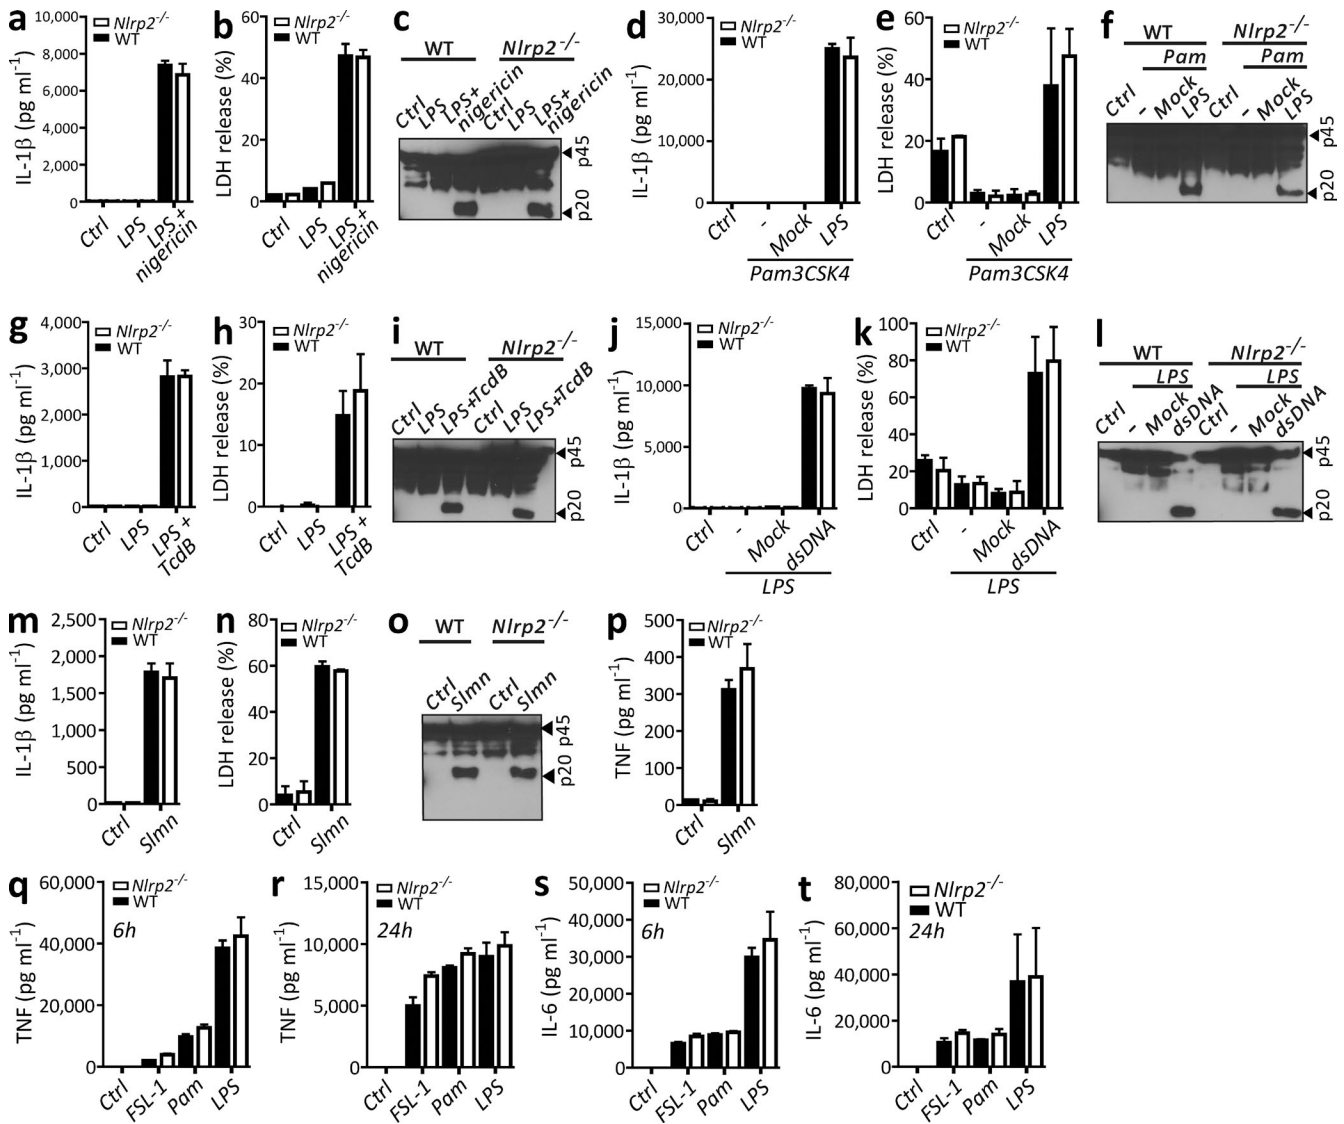 a
Nlrp2-/-
WT
IL-1β (pg ml-1)
10,000
8,000
6,000
4,000
2,000
0
Ctrl
LPS
LPS+
nigericin
b
Nlrp2-/-
WT
LDH release (%)
60
40
20
0
Ctrl
LPS
LPS+
nigericin
c
WT
Nlrp2-/-
Ctrl
LPS
LPS+
nigericin
Ctrl
LPS
LPS+
nigericin
p45
p20
d
Nlrp2-/-
WT
IL-1β (pg ml-1)
30,000
20,000
10,000
0
Ctrl
-
Mock
LPS
Pam3CSK4
e
Nlrp2-/-
WT
LDH release (%)
60
40
20
0
Ctrl
-
Mock
LPS
Pam3CSK4
f
WT
Nlrp2-/-
Pam
Pam
Ctrl
-
Mock
LPS
Ctrl
-
Mock
LPS
p45
p20
g
Nlrp2-/-
WT
IL-1β (pg ml-1)
4,000
3,000
2,000
1,000
0
Ctrl
LPS
LPS +
TcdB
h
Nlrp2-/-
WT
LDH release (%)
30
20
10
0
Ctrl
LPS
LPS +
TcdB
i
WT
Nlrp2-/-
Ctrl
LPS
LPS+TcdB
Ctrl
LPS
LPS+TcdB
p45
p20
j
Nlrp2-/-
WT
IL-1β (pg ml-1)
15,000
10,000
5,000
0
Ctrl
-
Mock
dsDNA
LPS
k
Nlrp2-/-
WT
LDH release (%)
100
80
60
40
20
0
Ctrl
-
Mock
dsDNA
LPS
l
WT
Nlrp2-/-
LPS
LPS
Ctrl
-
Mock
dsDNA
Ctrl
-
Mock
dsDNA
p45
p20
m
Nlrp2-/-
WT
IL-1β (pg ml-1)
2,500
2,000
1,500
1,000
500
0
Ctrl
Slmn
n
Nlrp2-/-
WT
LDH release (%)
80
60
40
20
0
Ctrl
Slmn
o
WT
Nlrp2-/-
Ctrl
Slmn
Ctrl
Slmn
p45
p20
p
Nlrp2-/-
WT
TNF (pg ml-1)
500
400
300
200
100
0
Ctrl
Slmn
q
Nlrp2-/-
WT
6h
TNF (pg ml-1)
60,000
40,000
20,000
0
Ctrl
FSL-1
Pam
LPS
r
Nlrp2-/-
WT
24h
TNF (pg ml-1)
15,000
10,000
5,000
0
Ctrl
FSL-1
Pam
LPS
s
Nlrp2-/-
WT
6h
IL-6 (pg ml-1)
50,000
40,000
30,000
20,000
10,000
0
Ctrl
FSL-1
Pam
LPS
t
Nlrp2-/-
WT
24h
IL-6 (pg ml-1)
80,000
60,000
40,000
20,000
0
Ctrl
FSL-1
Pam
LPS